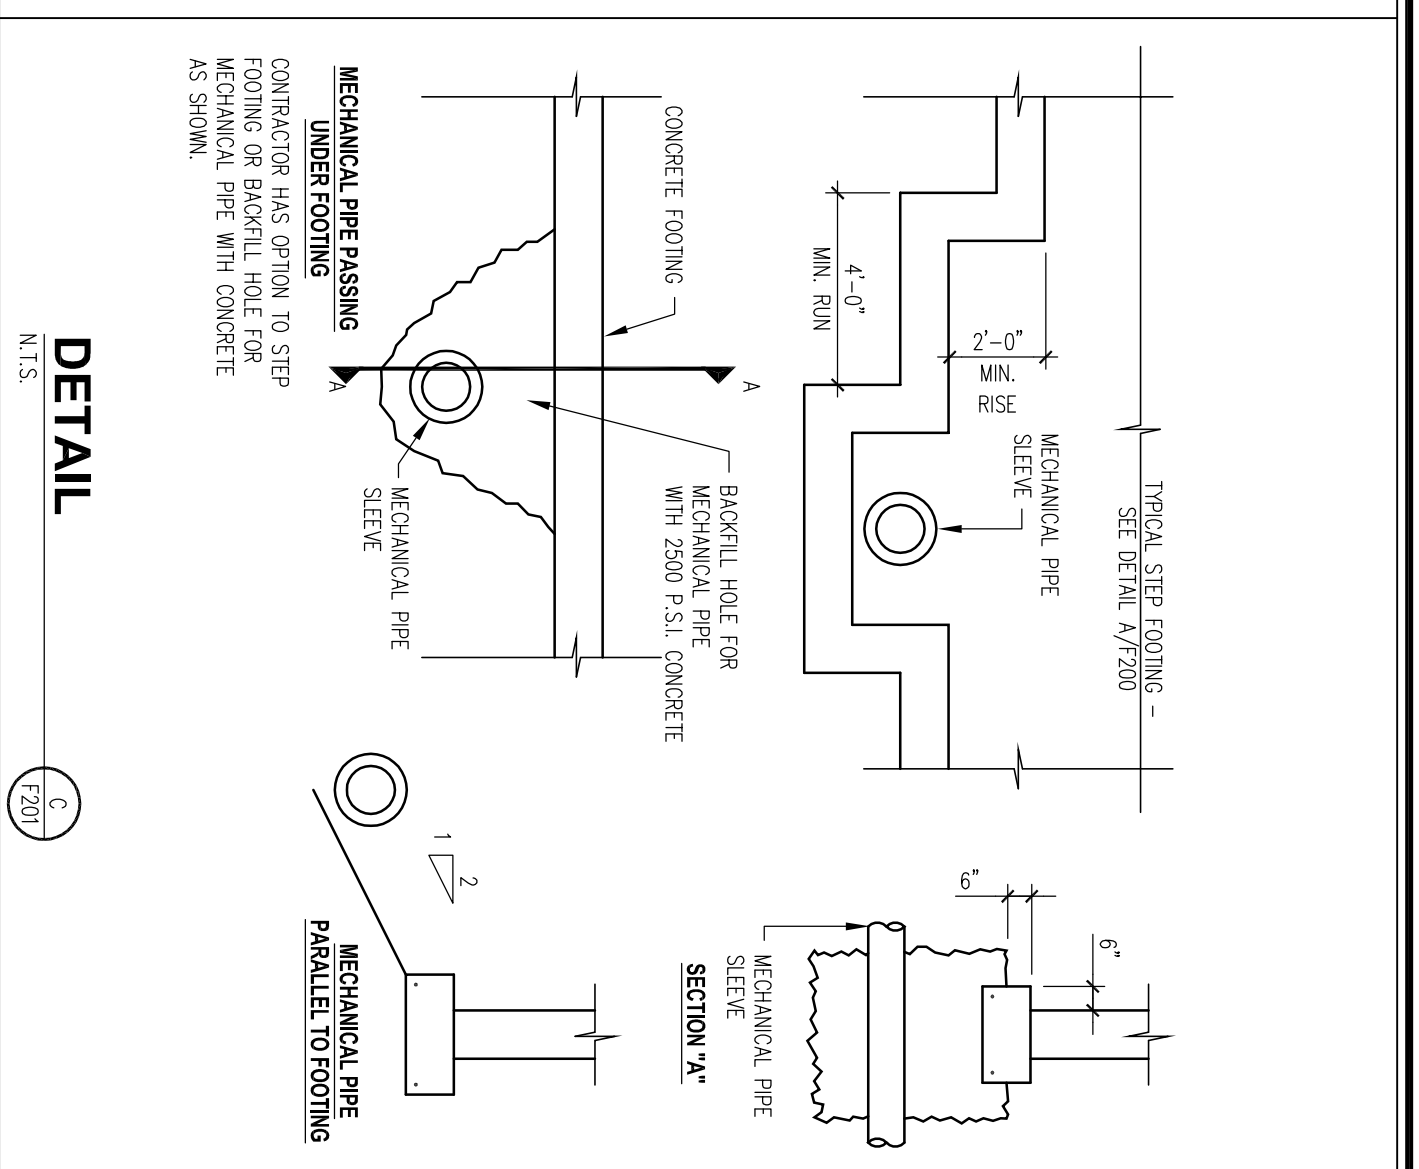 TYPICAL STEP FOOTING -
SEE DETAIL A/F200
MECHANICAL PIPE
SLEEVE
2'-0"
MIN.
RISE
4'-0"
MIN. RUN
6"
6"
MECHANICAL PIPE
SLEEVE
SECTION "A"
CONCRETE FOOTING
A
BACKFILL HOLE FOR
MECHANICAL PIPE
WITH 2500 P.S.I. CONCRETE
MECHANICAL PIPE
SLEEVE
A
MECHANICAL PIPE PASSING
UNDER FOOTING
CONTRACTOR HAS OPTION TO STEP
FOOTING OR BACKFILL HOLE FOR
MECHANICAL PIPE WITH CONCRETE
AS SHOWN.
2
1
MECHANICAL PIPE
PARALLEL TO FOOTING
DETAIL
N.T.S.
C
F201